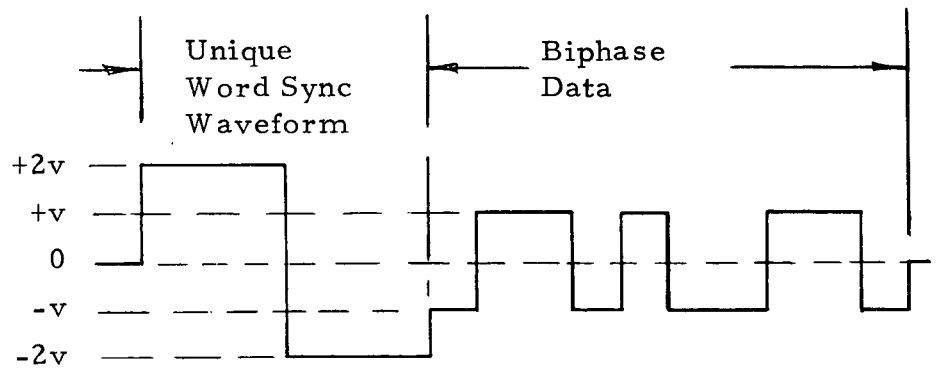 Unique
Word Sync
Waveform
Biphase
Data
+2v
+v
0
-v
-2v